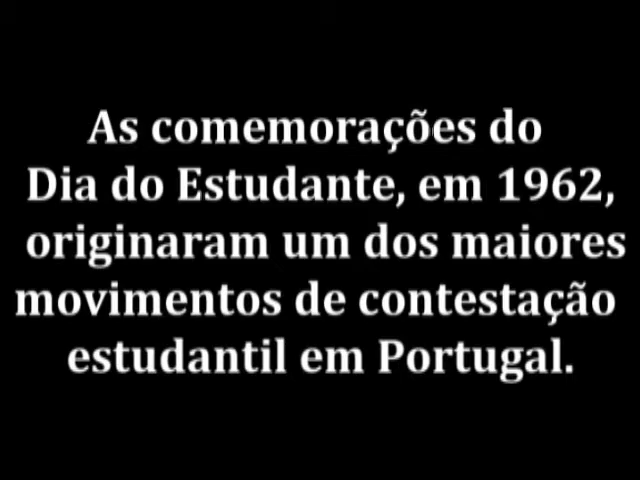 As comemorações do
Dia do Estudante, em 1962,
originaram um dos maiores
movimentos de contestação
estudantil em Portugal.